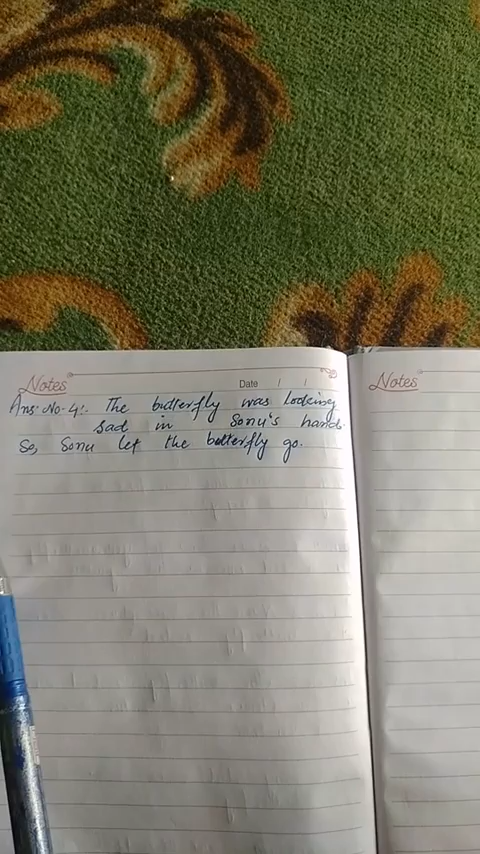 Notes
Date / /
Notes
Ans: No-4:. The butterfly was looking
sad in Sonu's hand.
So, Sonu let the butterfly go.